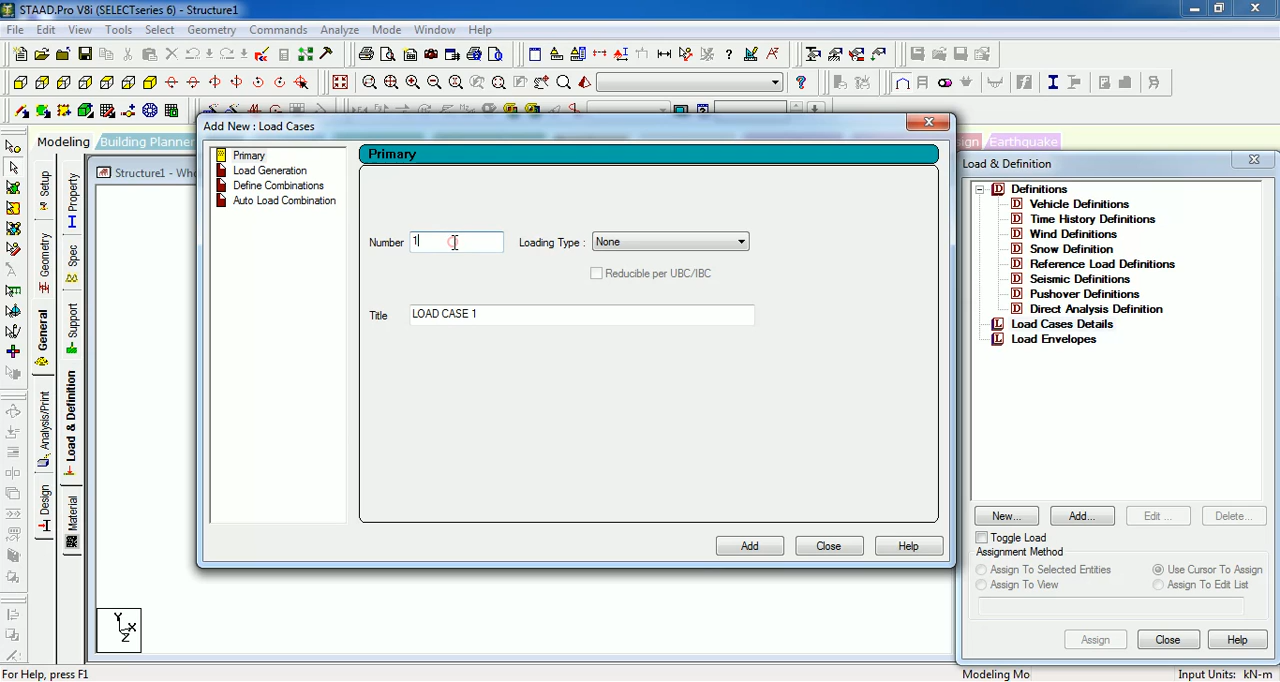 STAAD.Pro V8i (SELECTseries 6) - Structure1
File Edit View Tools Select Geometry Commands Analyze Mode Window Help
Modeling Building Planner Earthquake
Add New : Load Cases
Primary
Load Generation
Define Combinations
Auto Load Combination
Primary
Number 1 Loading Type : None
Reducible per UBC/IBC
Title LOAD CASE 1
Add Close Help
Structure1 - Who
Setup
Geometry
General
Analysis/Print
Design
Property
Spec
Support
Load & Definition
Material
Load & Definition
Definitions
Vehicle Definitions
Time History Definitions
Wind Definitions
Snow Definition
Reference Load Definitions
Seismic Definitions
Pushover Definitions
Direct Analysis Definition
Load Cases Details
Load Envelopes
New... Add... Edit ... Delete...
Toggle Load
Assignment Method
Assign To Selected Entities Use Cursor To Assign
Assign To View Assign To Edit List
Assign Close Help
Y
X
Z
For Help, press F1 Modeling Mo Input Units: kN-m